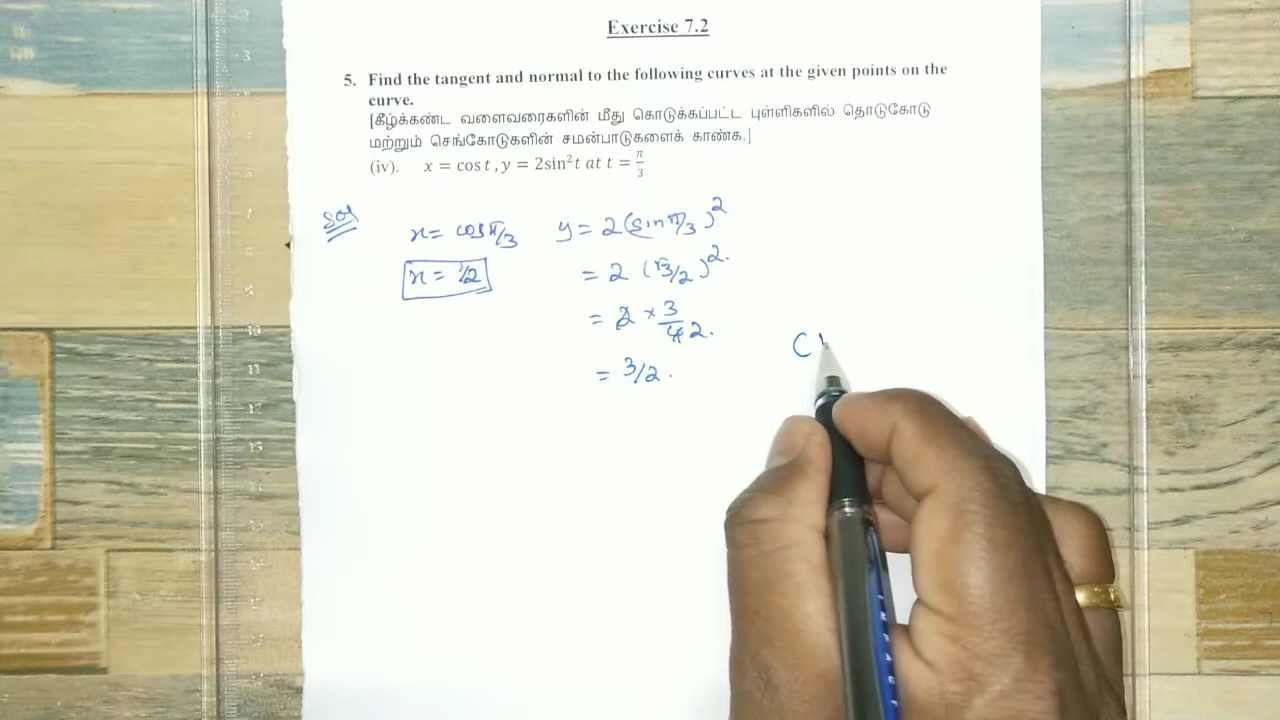 Exercise 7.2
5. Find the tangent and normal to the following curves at the given points on the
curve.
[கீழ்க்கண்ட வளைவரைகளின் மீது கொடுக்கப்பட்ட புள்ளிகளில் தொடுகோடு
மற்றும் செங்கோடுகளின் சமன்பாடுகளைக் காண்க.]
(iv). x = cos t , y = 2sin²t at t = π/3
Sol
x = cos π/3 y = 2 (sin π/3)²
x = 1/2 = 2 (√3/2)².
= 2 × 3/4 2.
= 3/2.
(